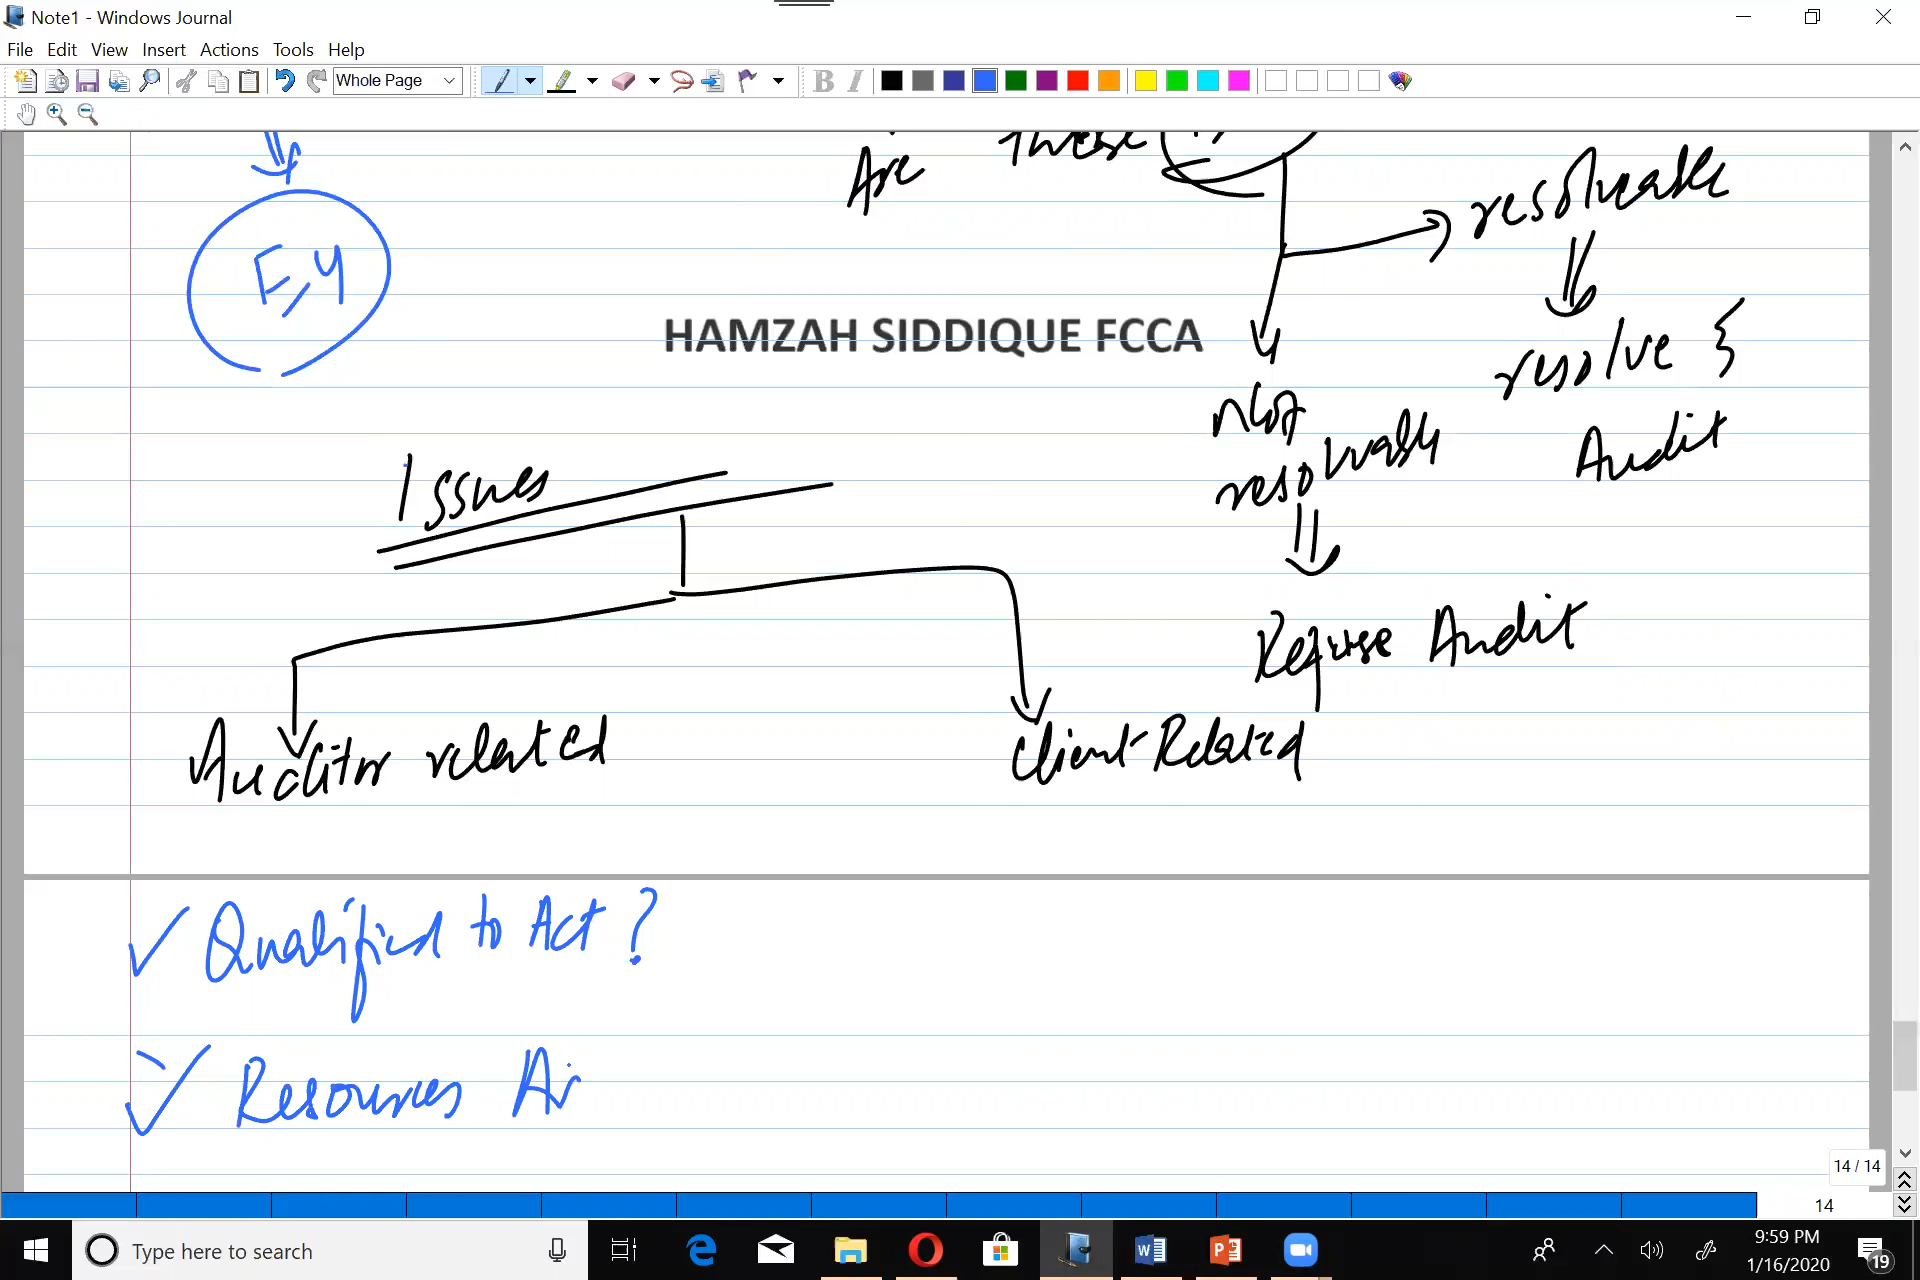 Note1 - Windows Journal
File Edit View Insert Actions Tools Help
Whole Page
B I
Are these
resolveable
E,Y
HAMZAH SIDDIQUE FCCA
resolve &
Audit
not
resolvable
Issues
Refuse Audit
Auditor related
Client Related
Qualified to Act ?
Resources
14 / 14
14
Type here to search
9:59 PM
1/16/2020
19